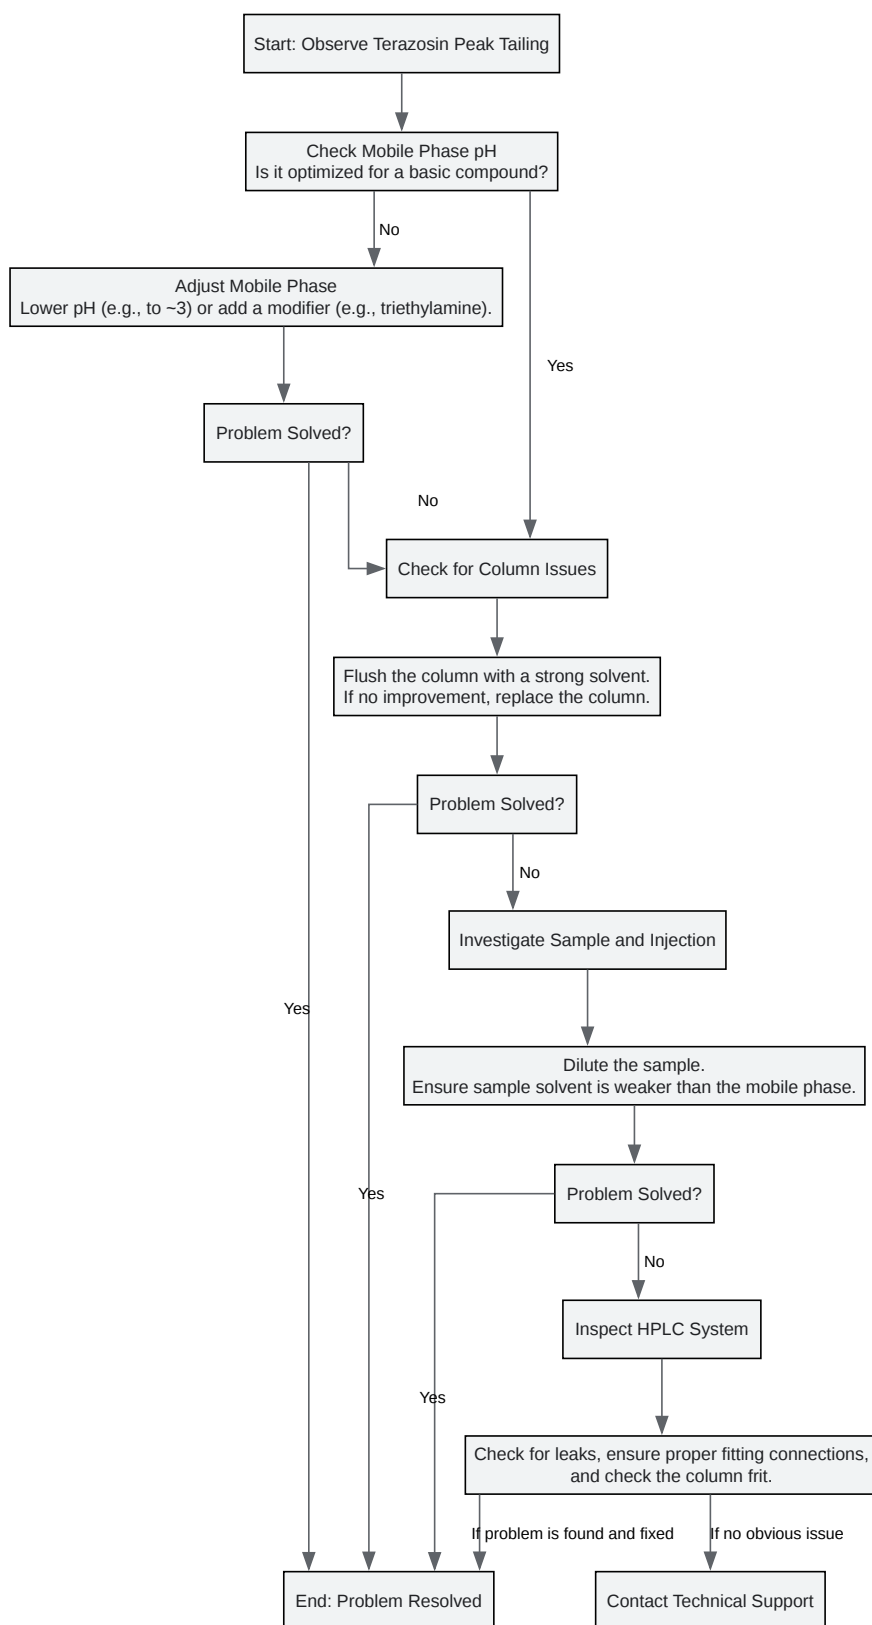 Start: Observe Terazosin Peak Tailing
Check Mobile Phase pH
Is it optimized for a basic compound?
No
Adjust Mobile Phase
Lower pH (e.g., to ~3) or add a modifier (e.g., triethylamine).
Yes
Problem Solved?
No
Check for Column Issues
Flush the column with a strong solvent.
If no improvement, replace the column.
Problem Solved?
No
Investigate Sample and Injection
Yes
Dilute the sample.
Ensure sample solvent is weaker than the mobile phase.
Yes
Problem Solved?
No
Inspect HPLC System
Yes
Check for leaks, ensure proper fitting connections,
and check the column frit.
If problem is found and fixed
If no obvious issue
End: Problem Resolved
Contact Technical Support